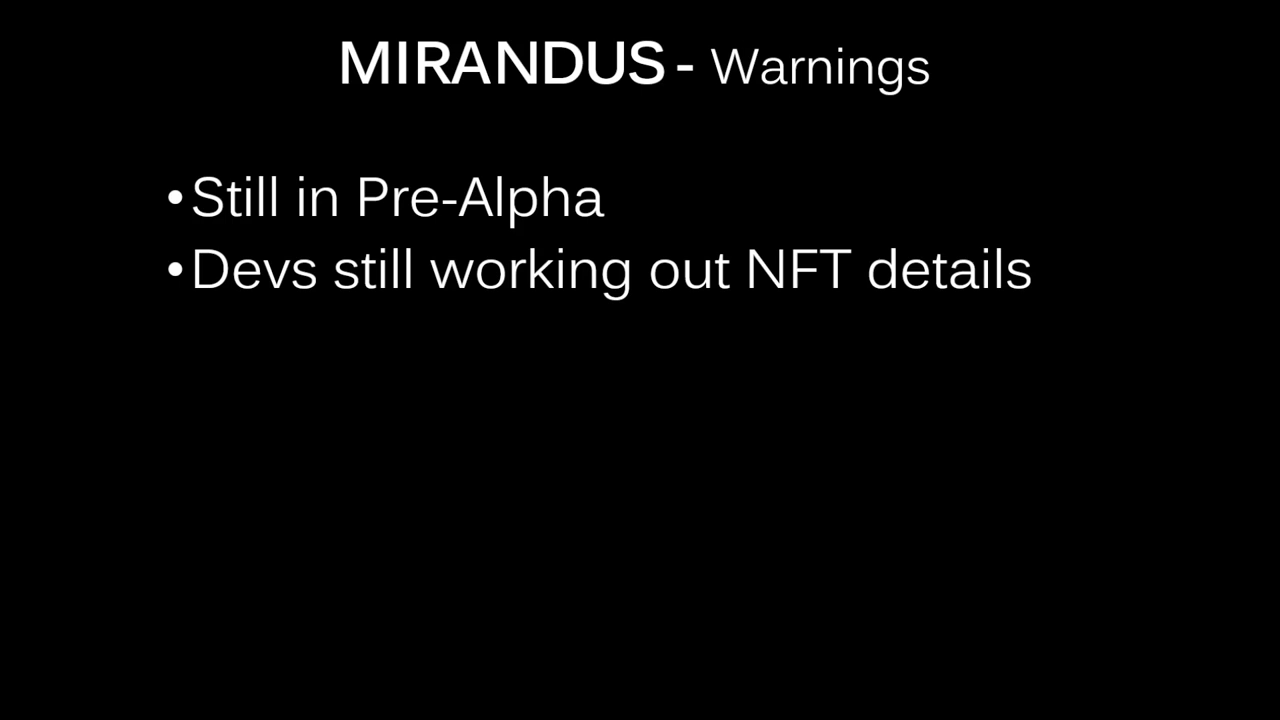 MIRANDUS - Warnings
•Still in Pre-Alpha
•Devs still working out NFT details